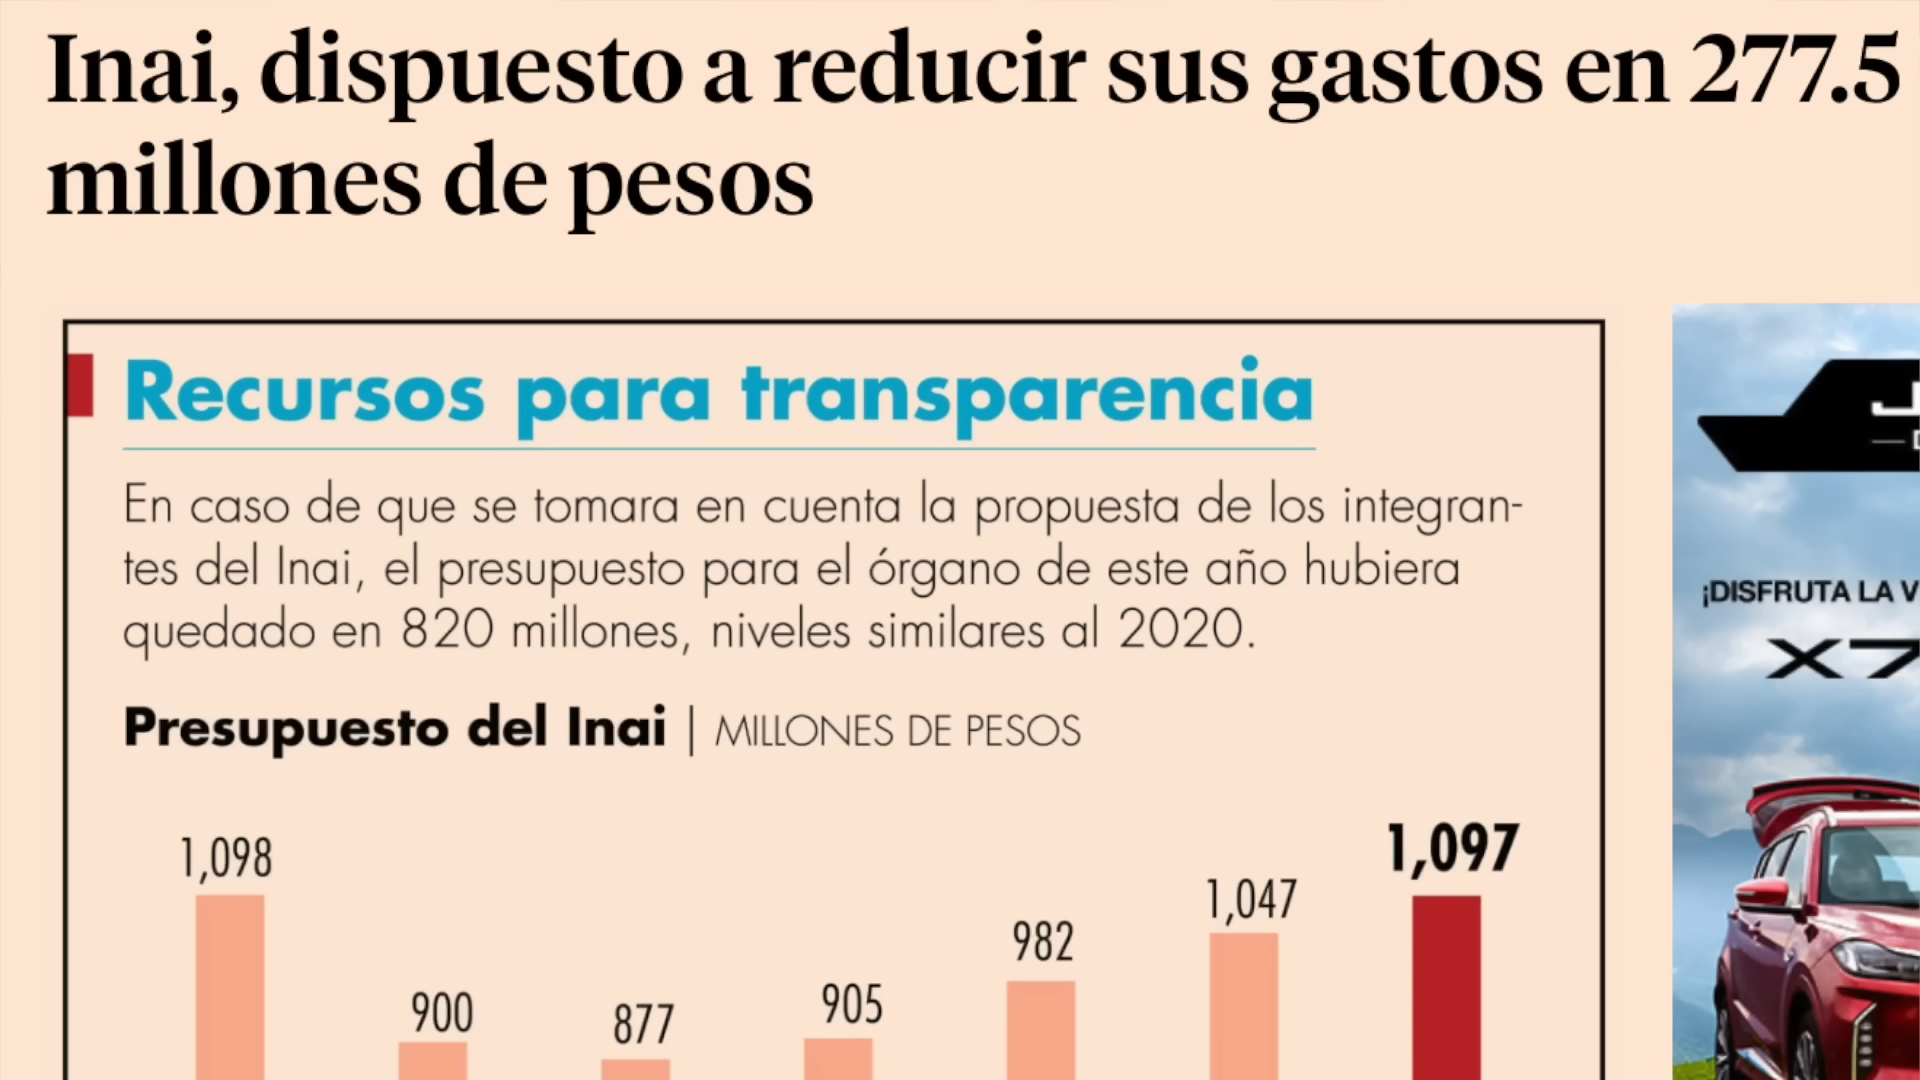 Inai, dispuesto a reducir sus gastos en 277.5
millones de pesos
Recursos para transparencia
En caso de que se tomara en cuenta la propuesta de los integran-
tes del Inai, el presupuesto para el órgano de este año hubiera
quedado en 820 millones, niveles similares al 2020.
Presupuesto del Inai | MILLONES DE PESOS
1,098
900
877
905
982
1,047
1,097
¡DISFRUTA LA V
X7